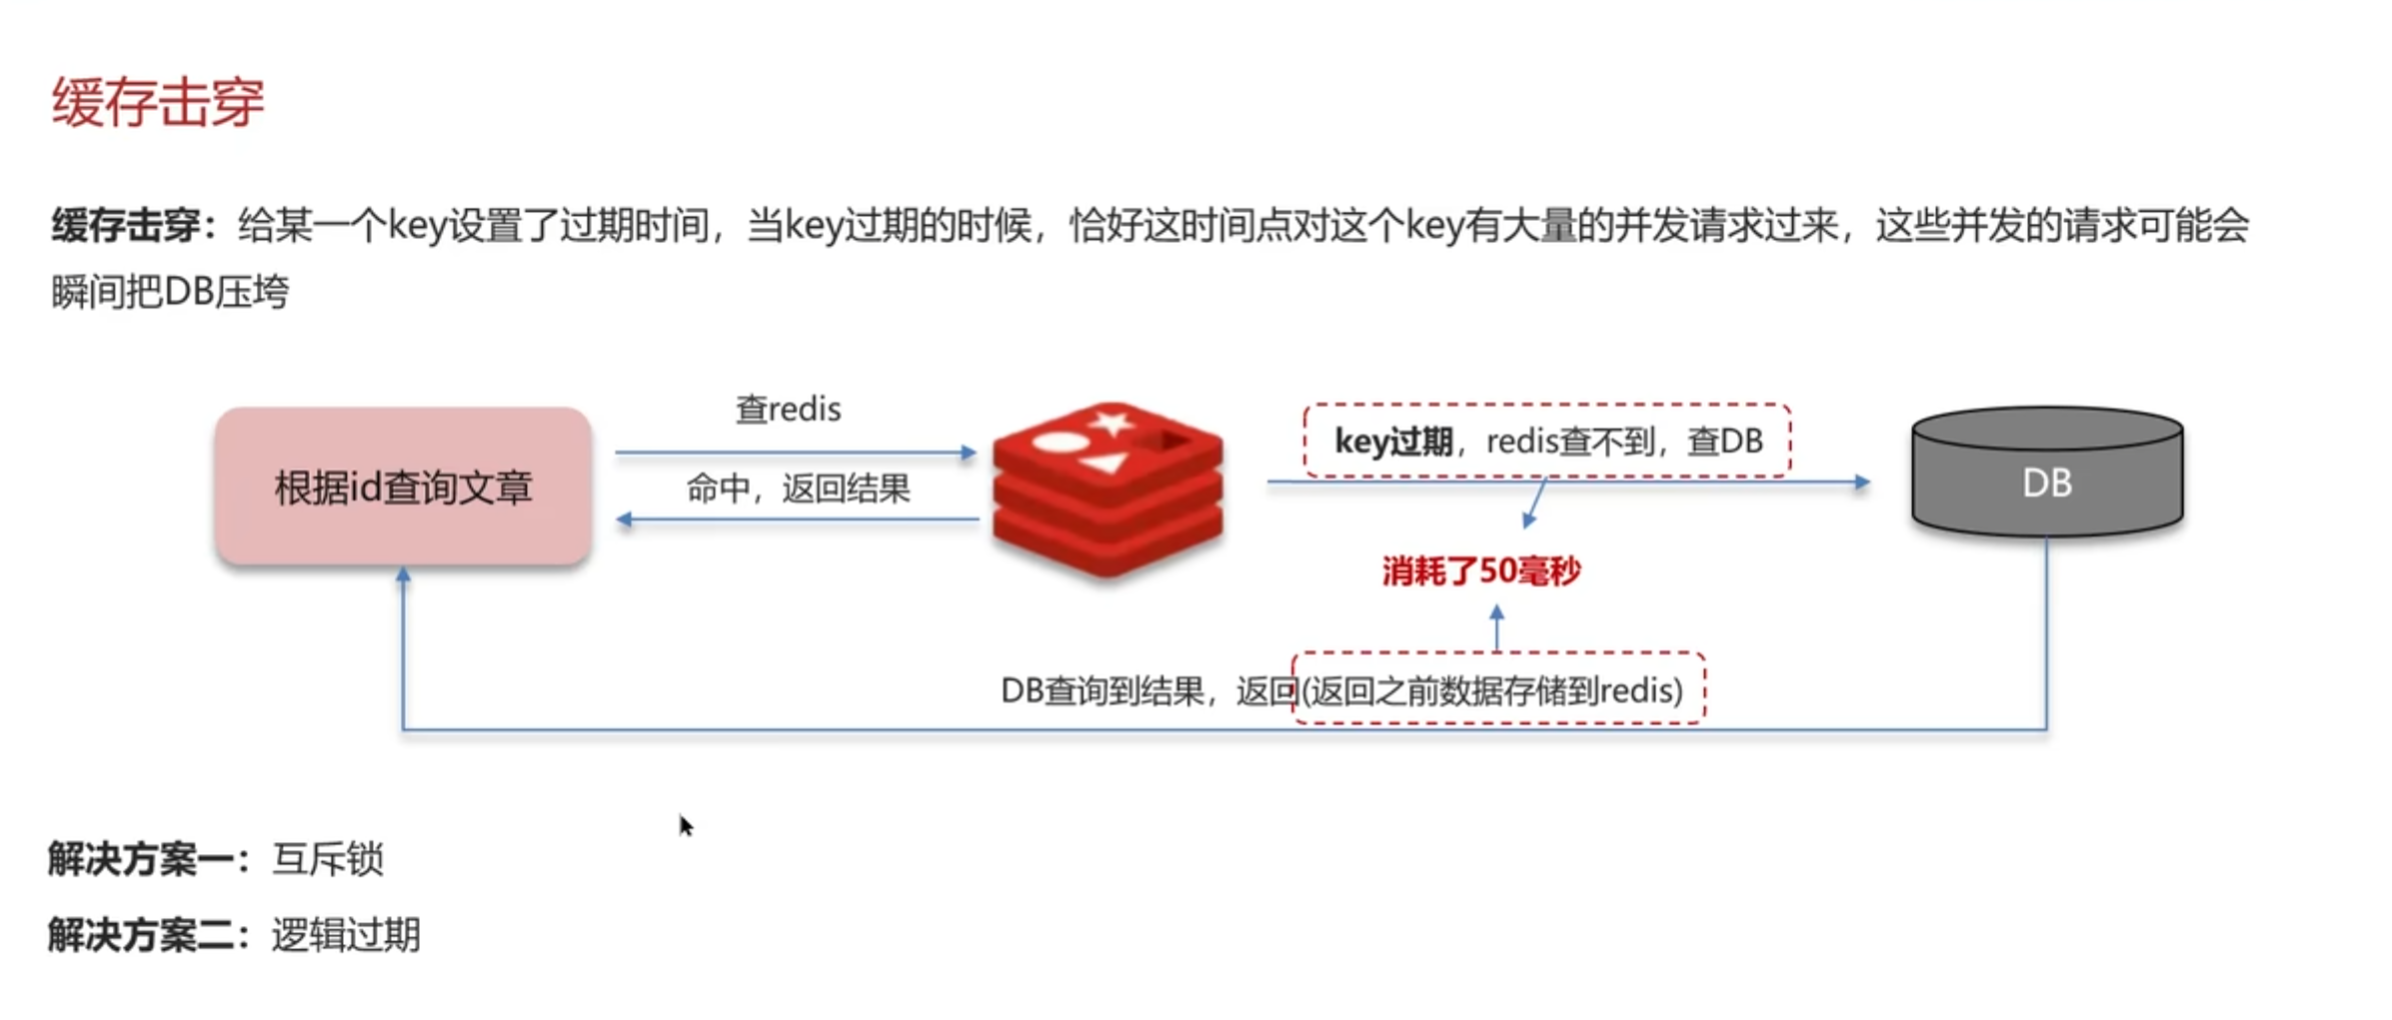 缓存击穿
缓存击穿：给某一个key设置了过期时间，当key过期的时候，恰好这时间点对这个key有大量的并发请求过来，这些并发的请求可能会
瞬间把DB压垮
查redis
根据id查询文章
命中，返回结果
key过期，redis查不到，查DB
DB
消耗了50毫秒
DB查询到结果，返回(返回之前数据存储到redis)
解决方案一：互斥锁
解决方案二：逻辑过期